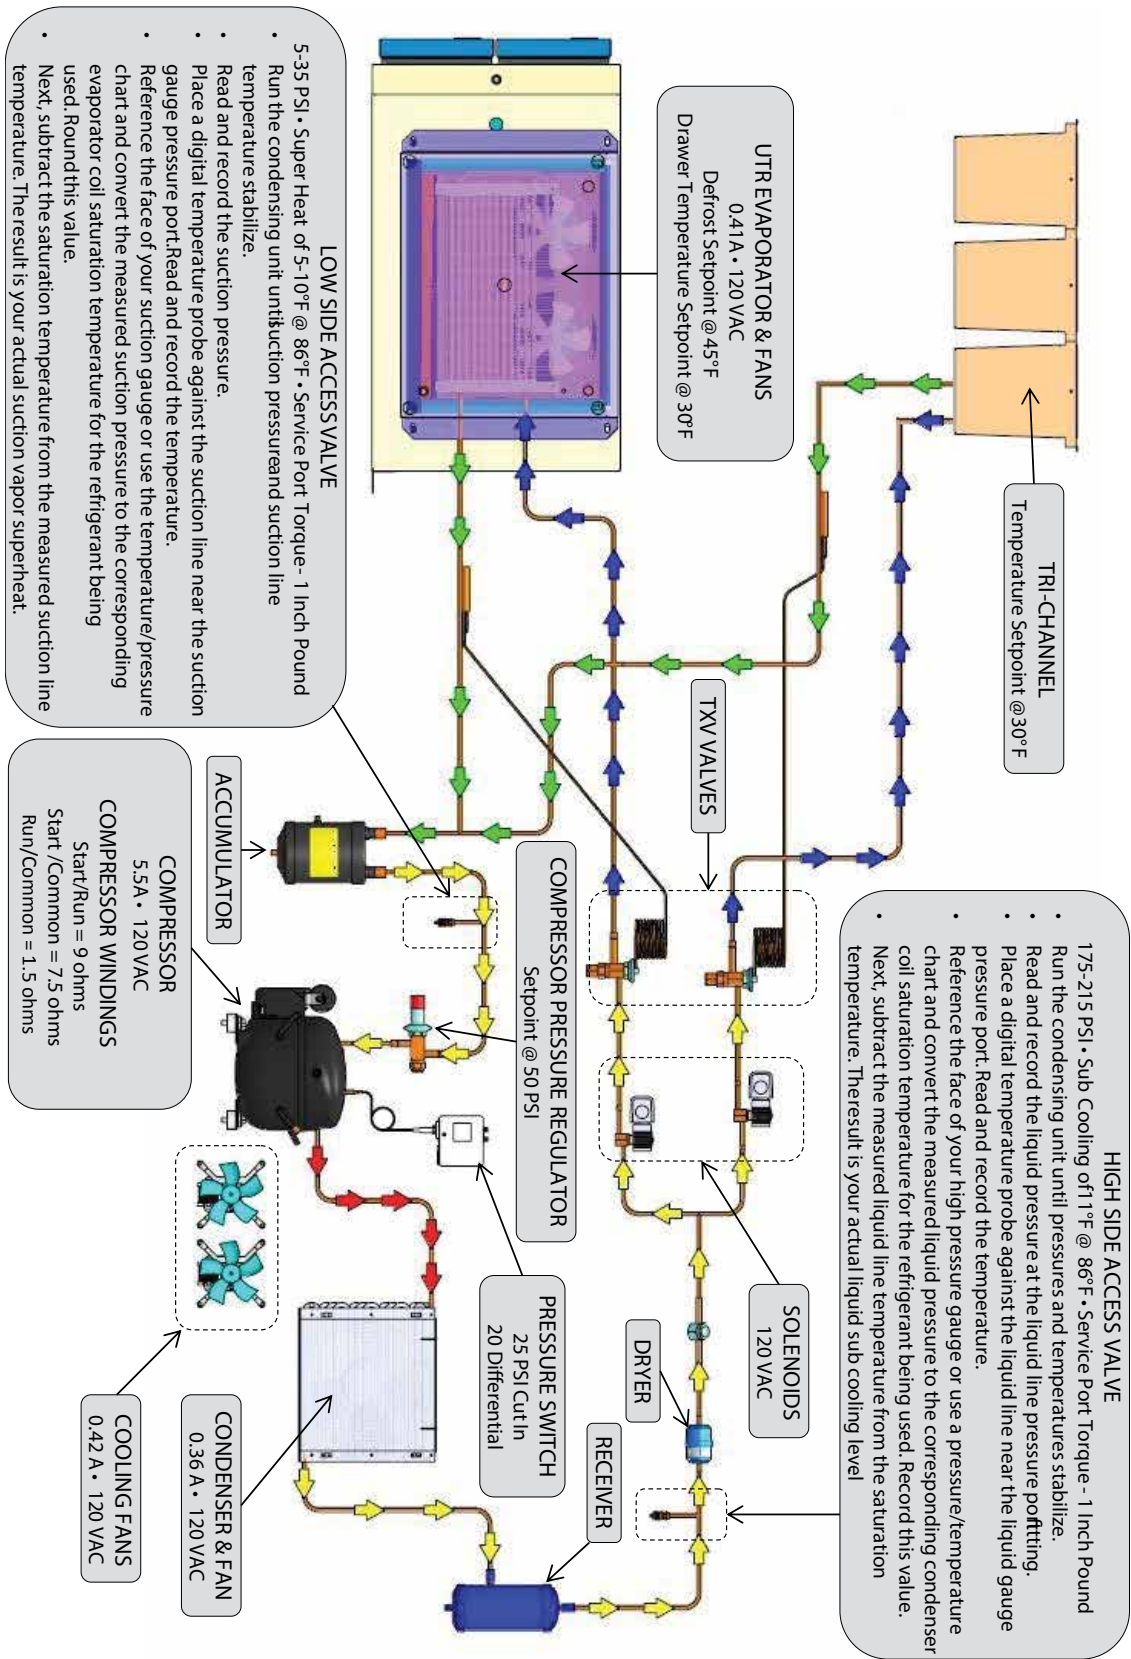 TRI-CHANNEL
Temperature Setpoint @30°F
HIGH SIDE ACCESS VALVE
175-215 PSI • Sub Cooling of11°F @ 86°F • Service Port Torque - 1 Inch Pound
• Run the condensing unit until pressures and temperatures stabilize.
• Read and record the liquid pressure at the liquid line pressure portfitting.
• Place a digital temperature probe against the liquid line near the liquid gauge
pressure port. Read and record the temperature.
• Reference the face of your high pressure gauge or use a pressure/temperature
chart and convert the measured liquid pressure to the corresponding condenser
coil saturation temperature for the refrigerant being used. Record this value.
• Next, subtract the measured liquid line temperature from the saturation
temperature. The result is your actual liquid sub cooling level
UTR EVAPORATOR & FANS
0.41A • 120 VAC
Defrost Setpoint @ 45°F
Drawer Temperature Setpoint @ 30°F
TXV VALVES
SOLENOIDS
120 VAC
DRYER
RECEIVER
COMPRESSOR PRESSURE REGULATOR
Setpoint @ 50 PSI
PRESSURE SWITCH
25 PSI Cut In
20 Differential
LOW SIDE ACCESS VALVE
5-35 PSI • Super Heat of 5-10°F @ 86°F • Service Port Torque- 1 Inch Pound
• Run the condensing unit until suction pressure and suction line
temperature stabilize.
• Read and record the suction pressure.
• Place a digital temperature probe against the suction line near the suction
gauge pressure port. Read and record the temperature.
• Reference the face of your suction gauge or use the temperature/pressure
chart and convert the measured suction pressure to the corresponding
evaporator coil saturation temperature for the refrigerant being
used. Round this value.
• Next, subtract the saturation temperature from the measured suction line
temperature. The result is your actual suction vapor superheat.
ACCUMULATOR
COMPRESSOR
5.5A • 120VAC
COMPRESSOR WINDINGS
Start/Run = 9 ohms
Start /Common = 7.5 ohms
Run/Common = 1.5 ohms
CONDENSER & FAN
0.36 A • 120 VAC
COOLING FANS
0.42 A • 120 VAC